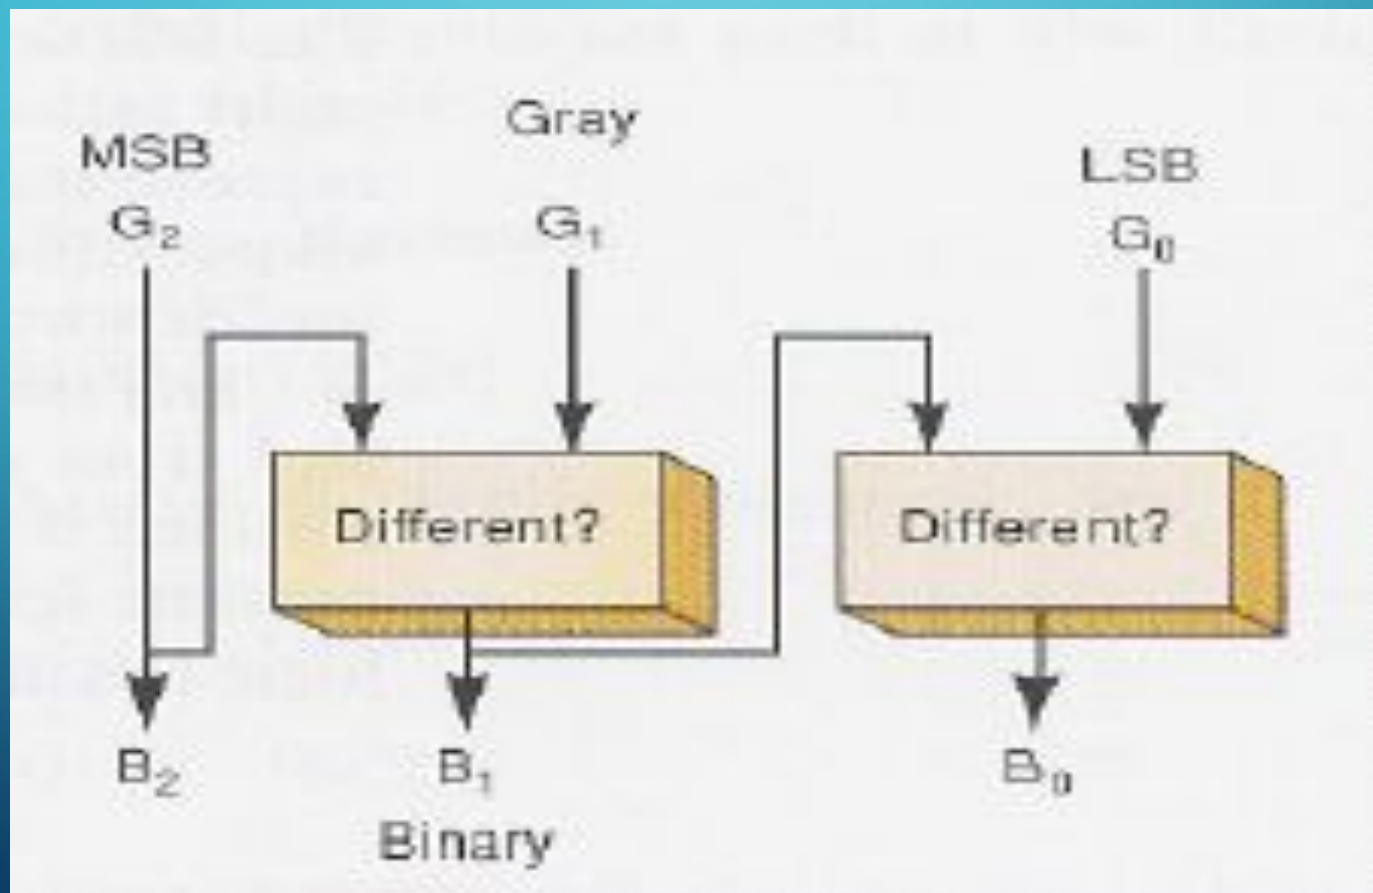 Gray
MSB
LSB
G₂
G₁
G₀
Different?
Different?
B₂
B₁
B₀
Binary